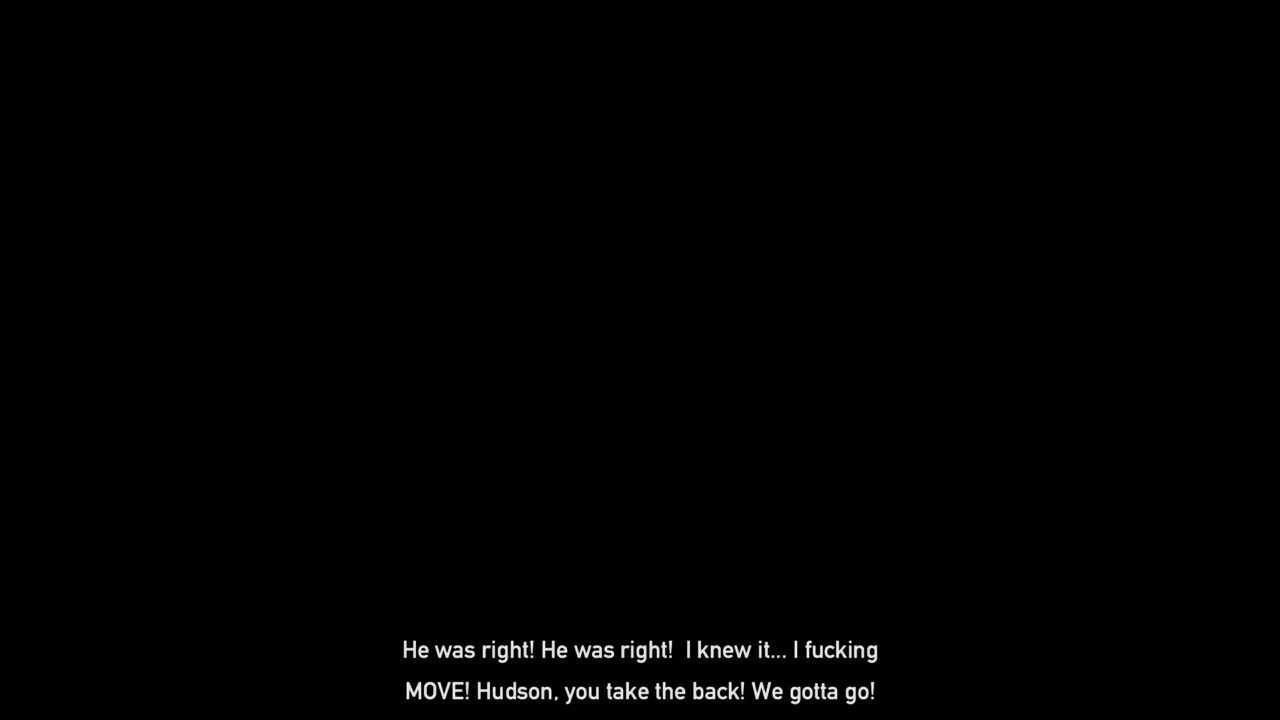 He was right! He was right!  I knew it... I fucking
MOVE! Hudson, you take the back! We gotta go!